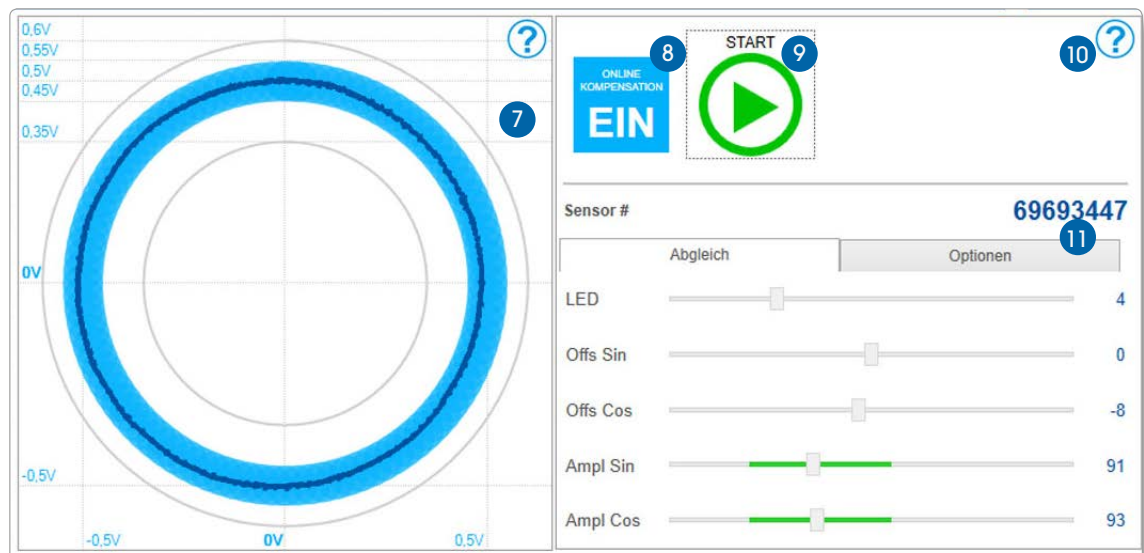 0,6V
0,55V
0,5V
0,45V
0,35V
0V
-0,5V
-0,5V 0V 0,5V
?
7
ONLINE
KOMPENSATION
EIN
8
START
9
10
?
Sensor # 69693447
11
Abgleich Optionen
LED 4
Offs Sin 0
Offs Cos -8
Ampl Sin 91
Ampl Cos 93